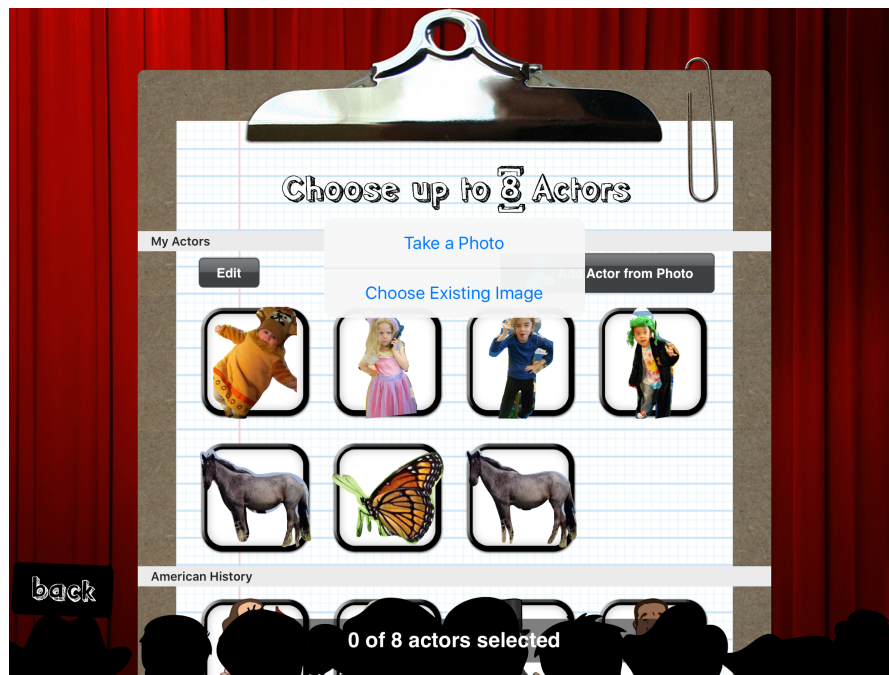 Choose up to 8 Actors
My Actors
Take a Photo
Edit
Actor from Photo
Choose Existing Image
American History
back
0 of 8 actors selected